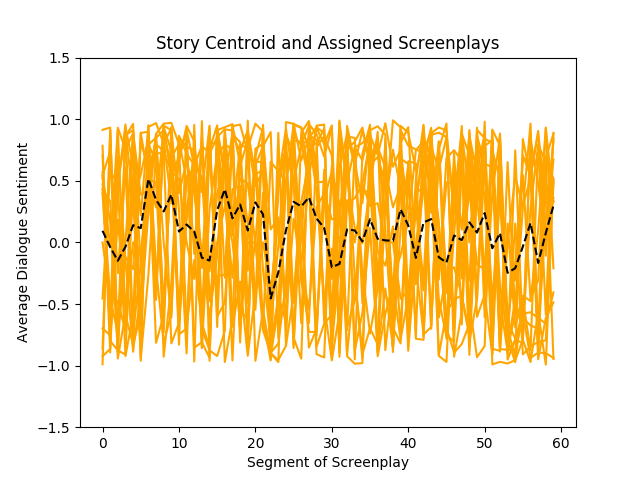 Story Centroid and Assigned Screenplays
1.5
1.0
0.5
0.0
−0.5
−1.0
−1.5
Average Dialogue Sentiment
0 10 20 30 40 50 60
Segment of Screenplay